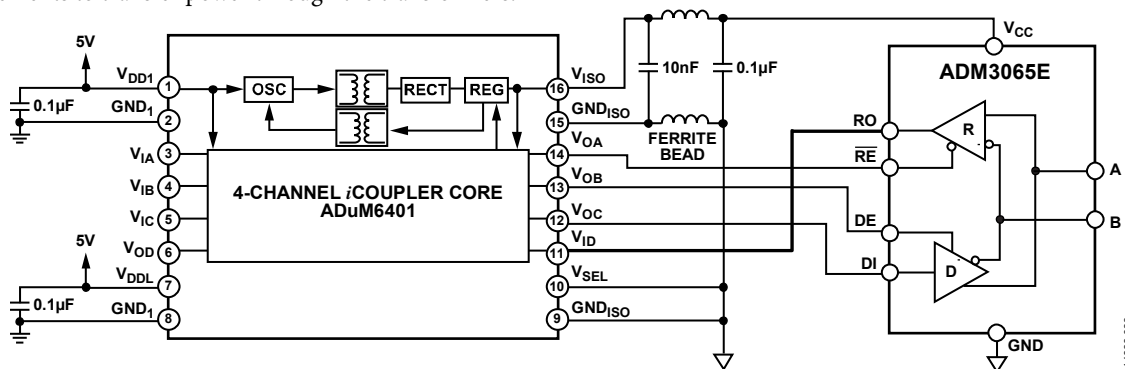 5V
0.1µF
VDD1
1
GND1
2
VIA
3
VIB
4
VIC
5
VOD
6
5V
0.1µF
VDDL
7
GND1
8
OSC
RECT
REG
4-CHANNEL iCOUPLER CORE
ADuM6401
16
VISO
15
GNDISO
14
VOA
13
VOB
12
VOC
11
VID
10
VSEL
9
GNDISO
10nF
0.1µF
FERRITE
BEAD
VCC
ADM3065E
RO
RE
DE
DI
R
D
A
B
GND